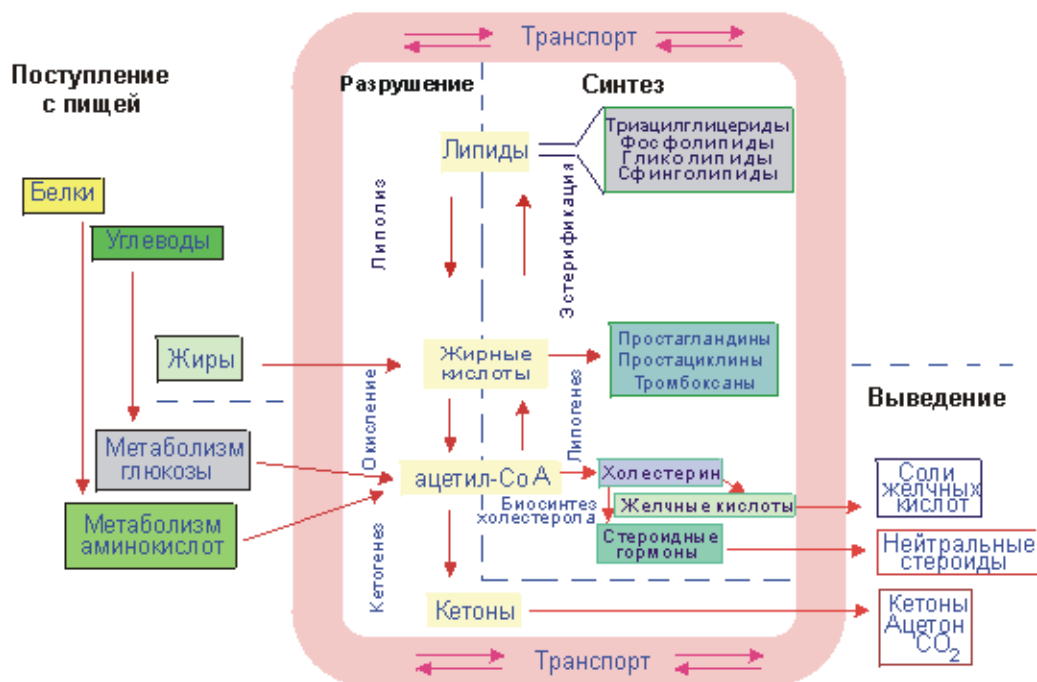 Транспорт
Поступление
с пищей
Разрушение
Синтез
Липиды
Триацилглицериды
Фосфолипиды
Гликолипиды
Сфинголипиды
Белки
Углеводы
Липолиз
Эстерификация
Жиры
Жирные
кислоты
Простагландины
Простациклины
Тромбоксаны
Выведение
Окисление
Липогенез
Метаболизм
глюкозы
ацетил-СоА
Холестерин
Соли
желчных
кислот
Биосинтез
холестерола
Желчные кислоты
Метаболизм
аминокислот
Стероидные
гормоны
Нейтральные
стероиды
Кетогенез
Кетоны
Кетоны
Ацетон
CO2
Транспорт